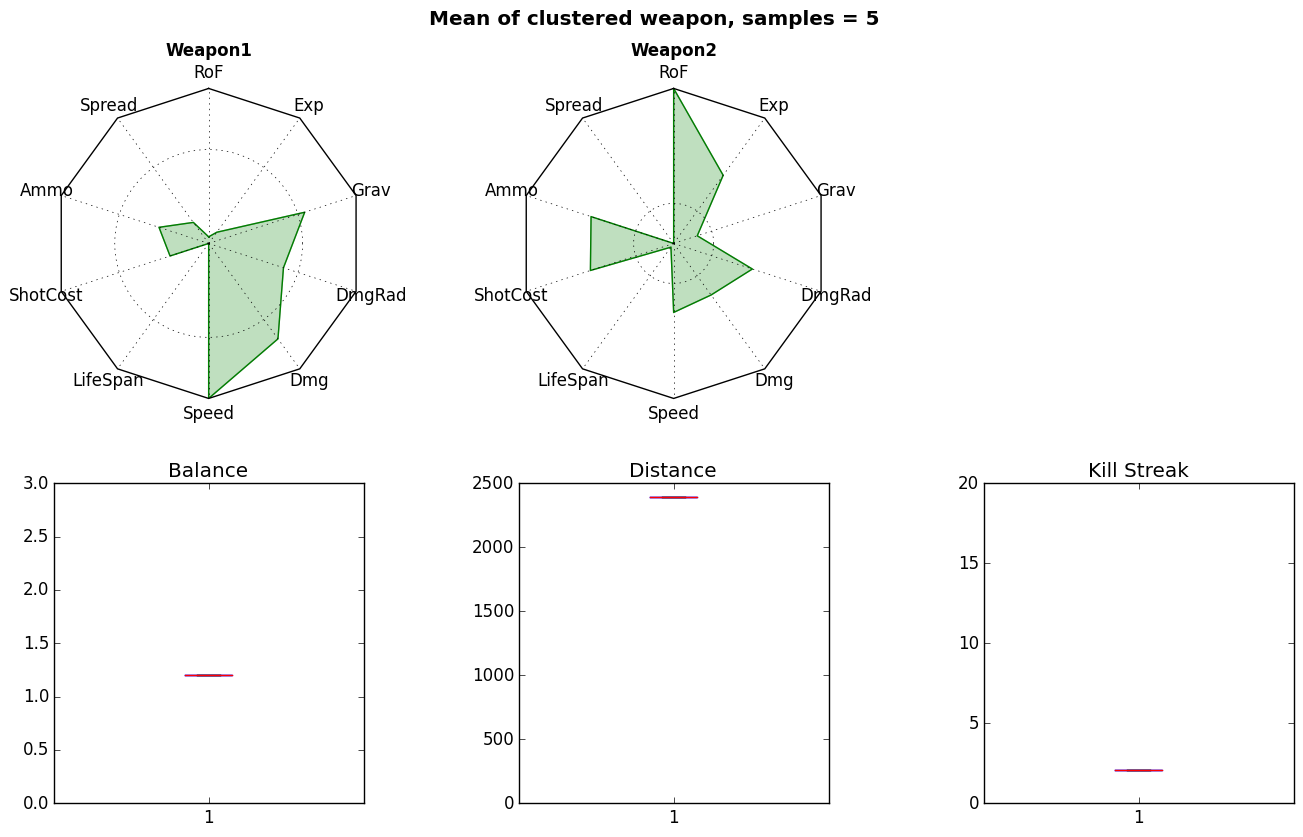 Mean of clustered weapon, samples = 5
Weapon1
RoF
Spread
Exp
Ammo
Grav
ShotCost
DmgRad
LifeSpan
Dmg
Speed
Weapon2
RoF
Spread
Exp
Ammo
Grav
ShotCost
DmgRad
LifeSpan
Dmg
Speed
Balance
3.0
2.5
2.0
1.5
1.0
0.5
0.0
1
Distance
2500
2000
1500
1000
500
0
1
Kill Streak
20
15
10
5
0
1